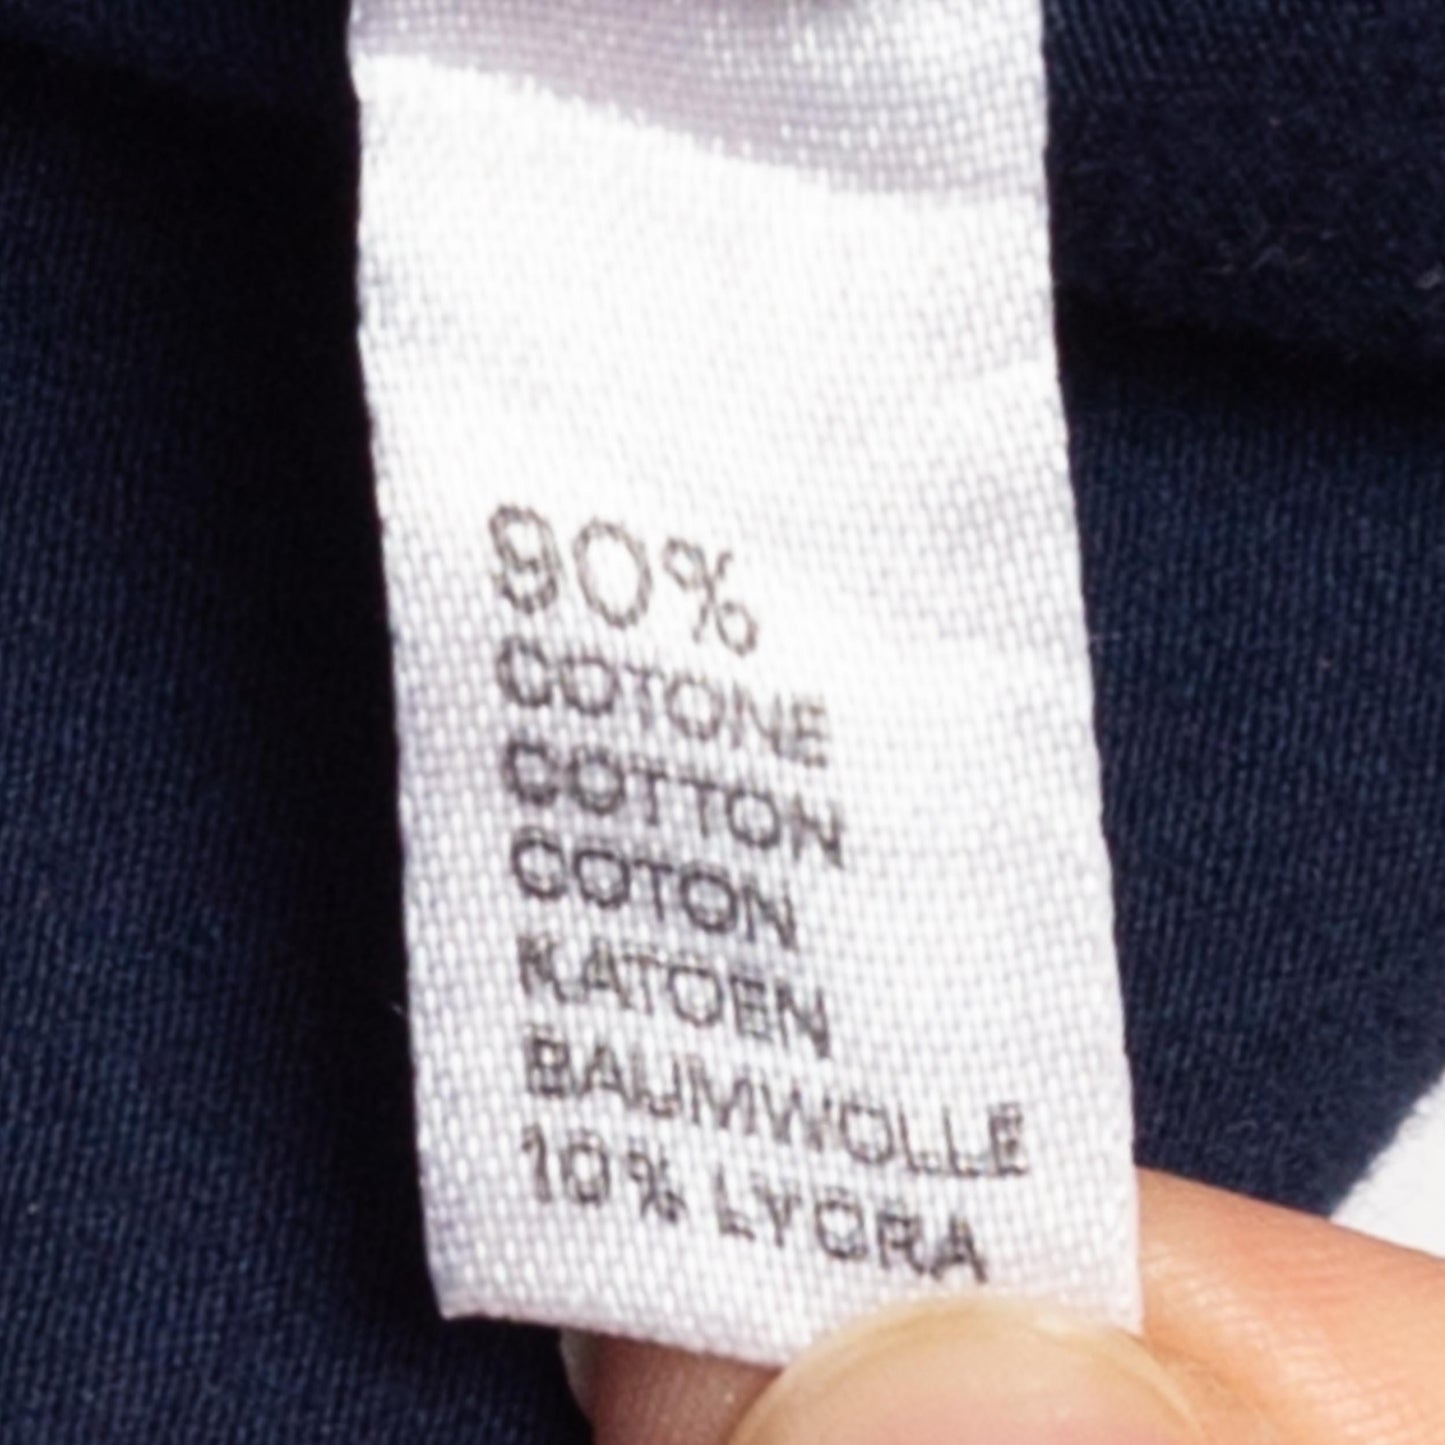 90%
COTONE
COTTON
COTON
KATOEN
BAUMWOLLE
10% LYCRA